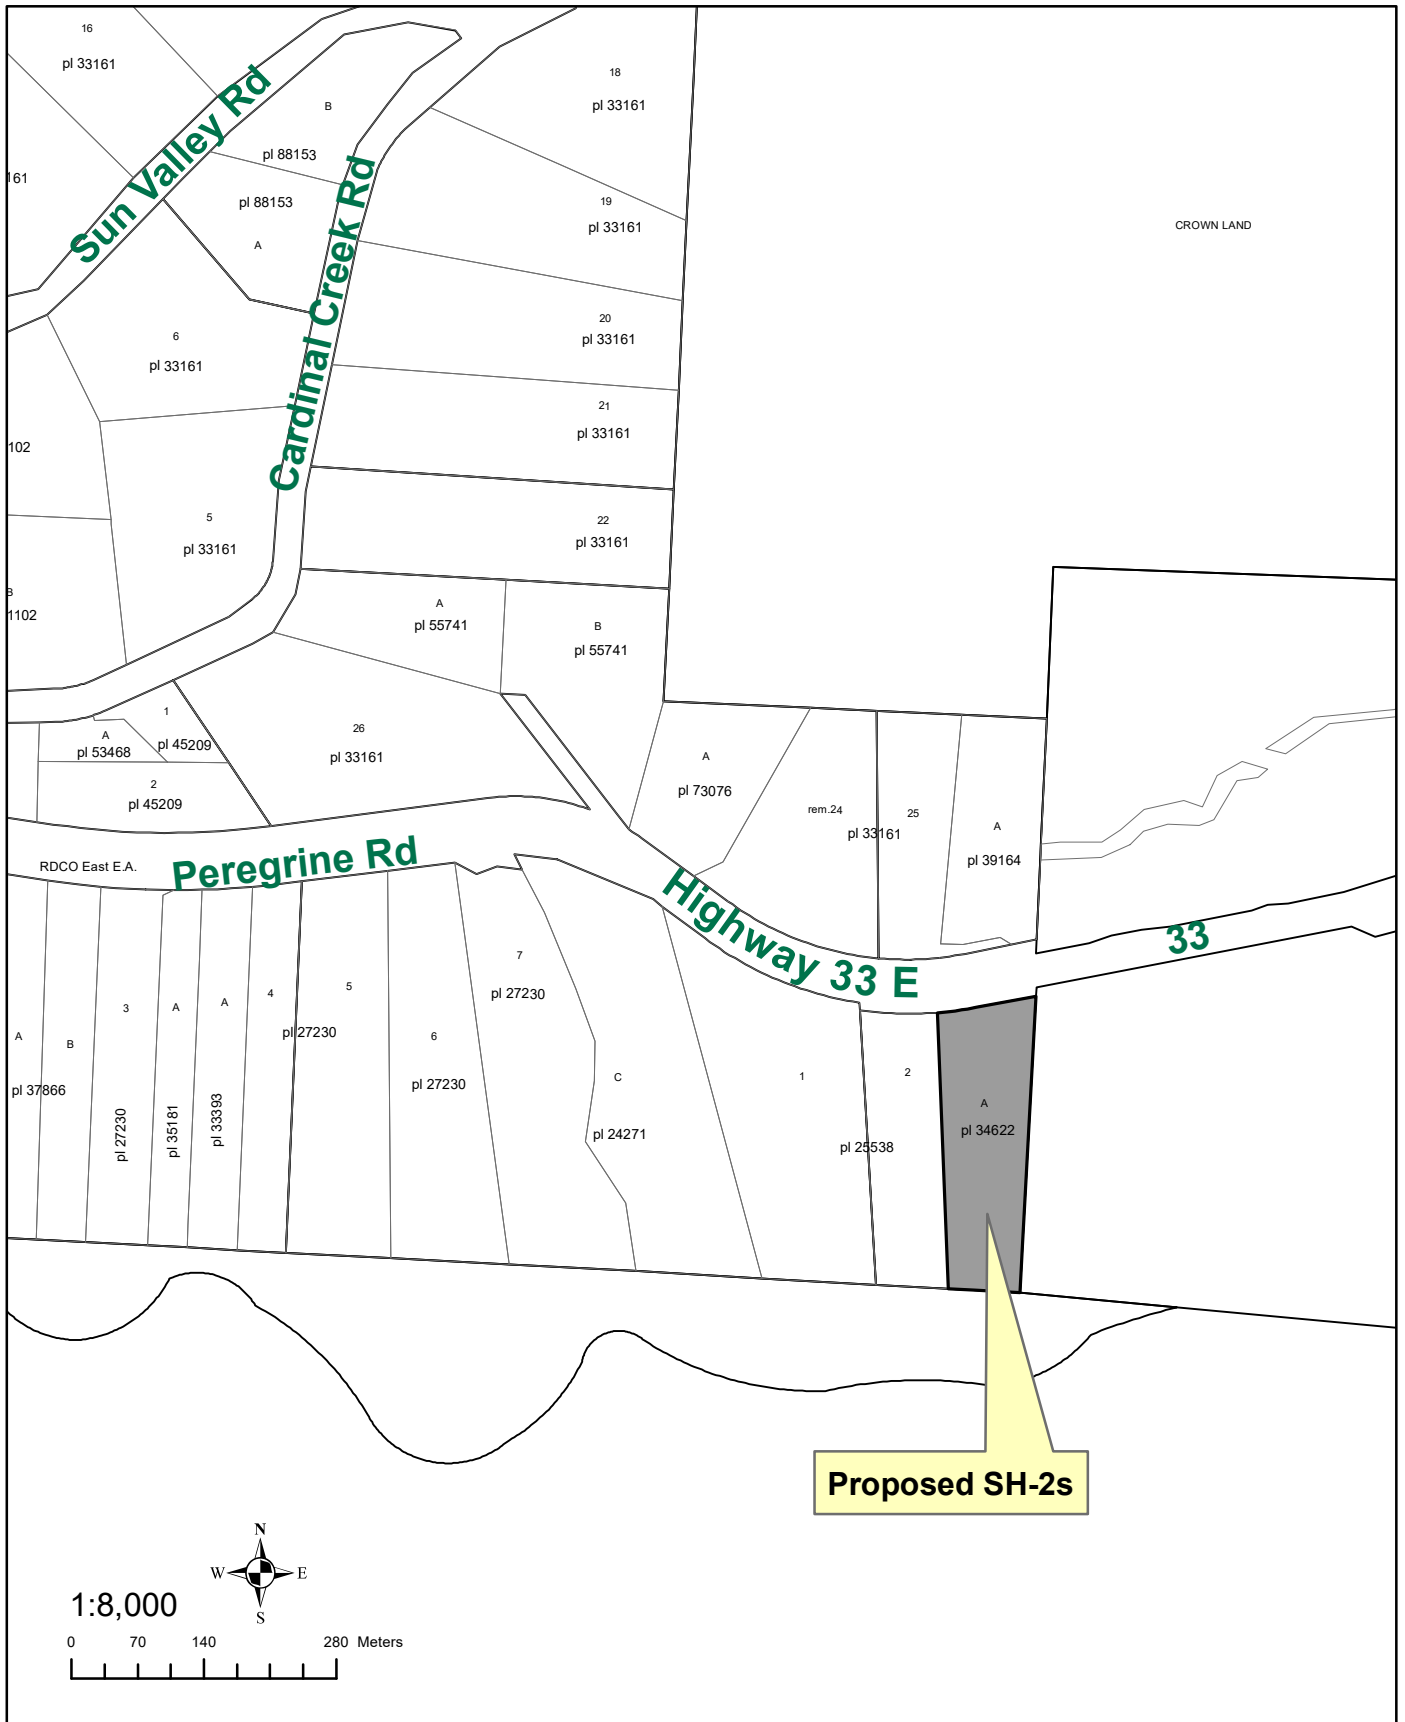 16
pl 33161
18
pl 33161
B
pl 88153
Sun Valley Rd
Cardinal Creek Rd
161
pl 88153
A
19
pl 33161
CROWN LAND
6
pl 33161
20
pl 33161
21
pl 33161
102
5
pl 33161
22
pl 33161
B
1102
A
pl 55741
B
pl 55741
1
pl 45209
A
pl 53468
26
pl 33161
2
pl 45209
A
pl 73076
rem.24
pl 33161
25
A
pl 39164
RDCO East E.A.
Peregrine Rd
Highway 33 E
33
7
pl 27230
A
pl 37866
B
3
pl 27230
A
pl 35181
A
pl 33393
4
5
pl 27230
6
pl 27230
C
pl 24271
1
2
pl 25538
A
pl 34622
Proposed SH-2s
N
W
E
S
1:8,000
0 70 140 280 Meters